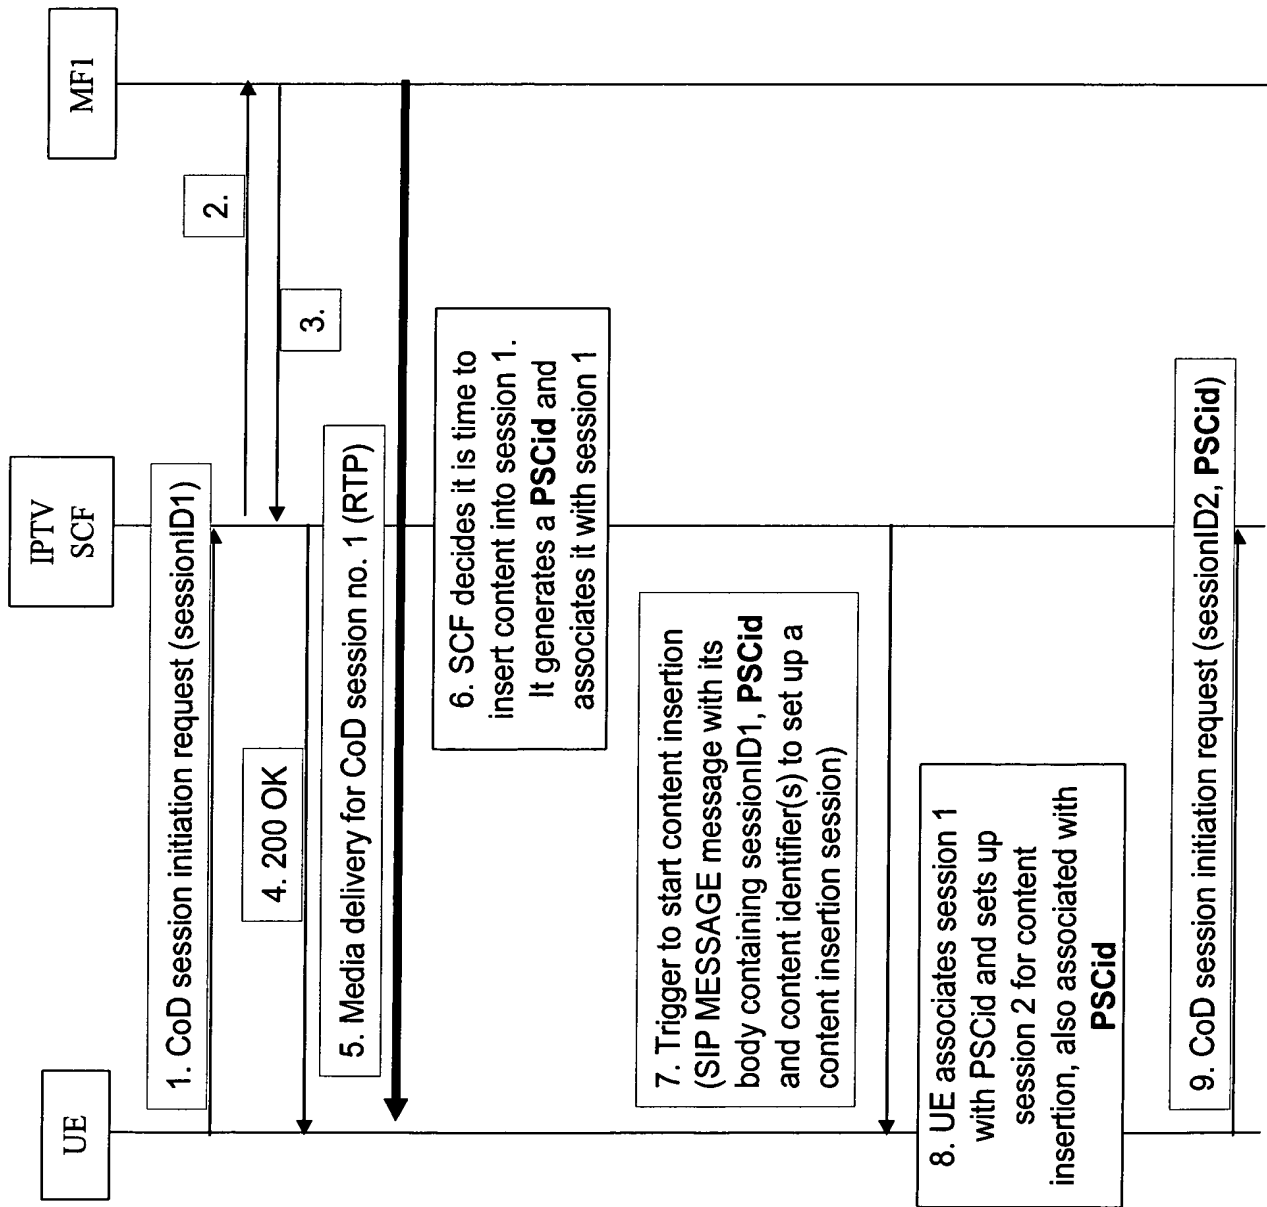 UE
IPTV
SCF
MF1
1. CoD session initiation request (sessionID1)
2.
3.
4. 200 OK
5. Media delivery for CoD session no. 1 (RTP)
6. SCF decides it is time to
insert content into session 1.
It generates a PSCid and
associates it with session 1
7. Trigger to start content insertion
(SIP MESSAGE message with its
body containing sessionID1, PSCid
and content identifier(s) to set up a
content insertion session)
8. UE associates session 1
with PSCid and sets up
session 2 for content
insertion, also associated with
PSCid
9. CoD session initiation request (sessionID2, PSCid)